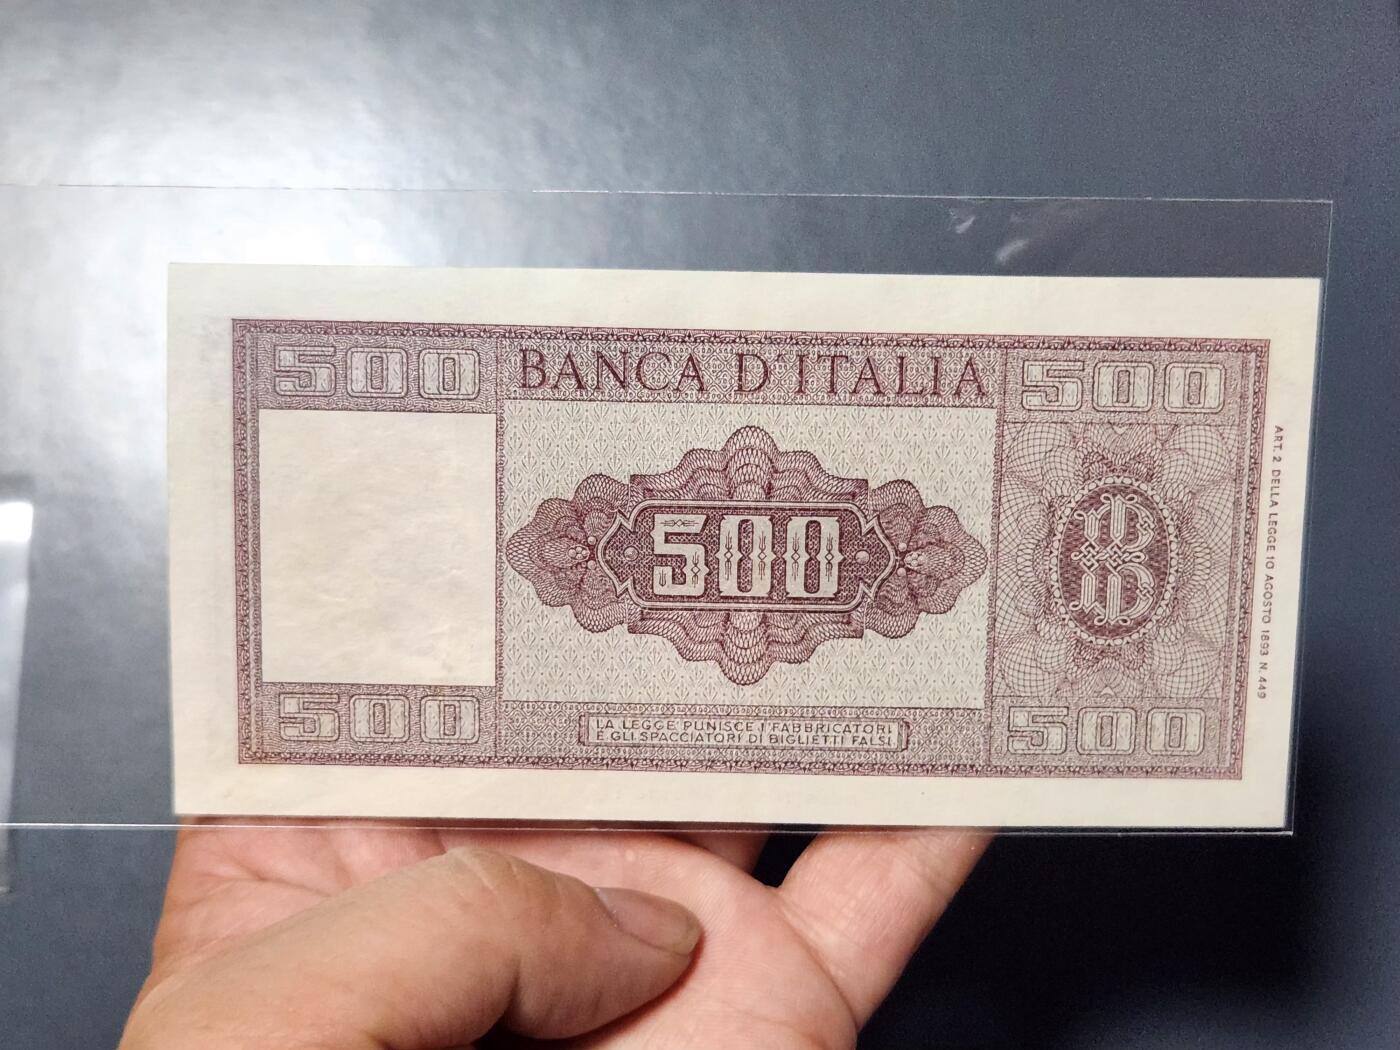 500
BANCA D'ITALIA
500
500
ART. 2 DELLA LEGGE 10 AGOSTO 1893 N. 449
500
LA LEGGE PUNISCE I FABBRICATORI
E GLI SPACCIATORI DI BIGLIETTI FALSI
500